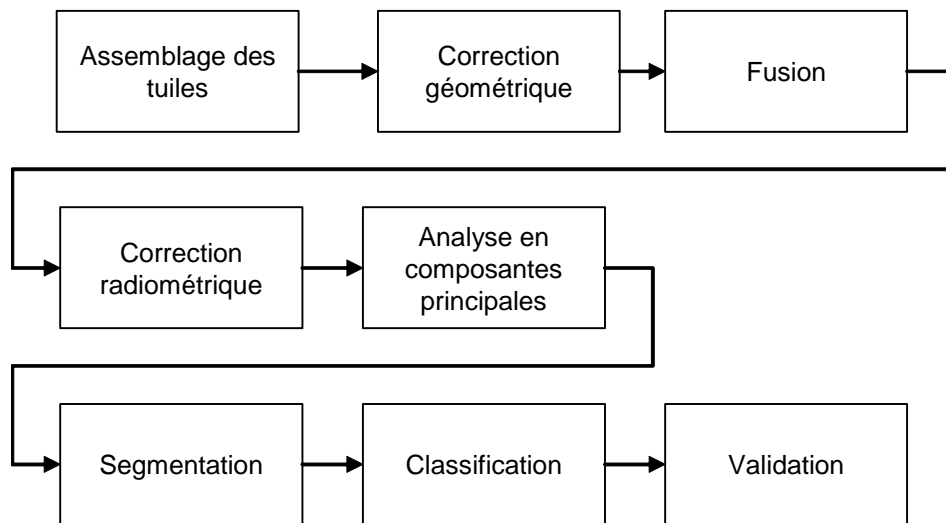 Assemblage des
tuiles
Correction
géométrique
Fusion
Correction
radiométrique
Analyse en
composantes
principales
Segmentation
Classification
Validation